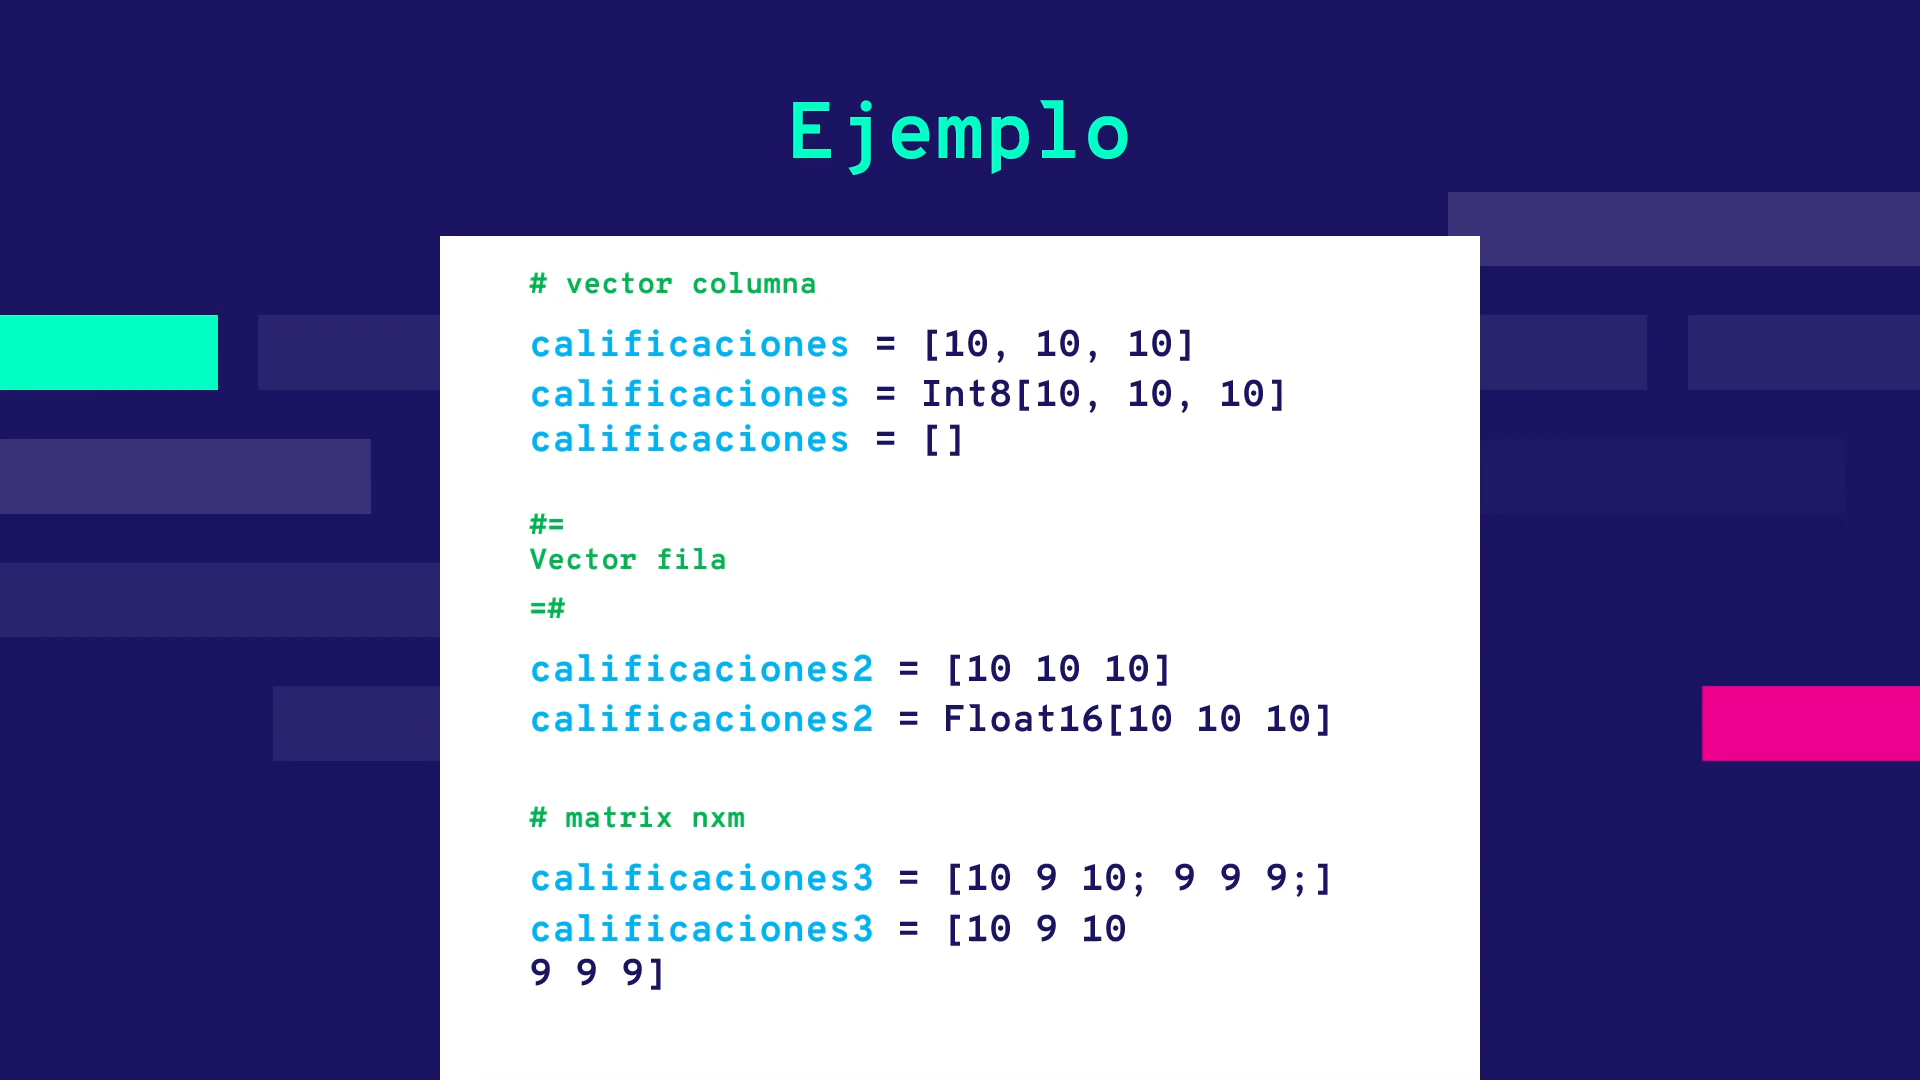 Ejemplo
# vector columna
calificaciones = [10, 10, 10]
calificaciones = Int8[10, 10, 10]
calificaciones = []
#=
Vector fila
=#
calificaciones2 = [10 10 10]
calificaciones2 = Float16[10 10 10]
# matrix nxm
calificaciones3 = [10 9 10; 9 9 9;]
calificaciones3 = [10 9 10
9 9 9]